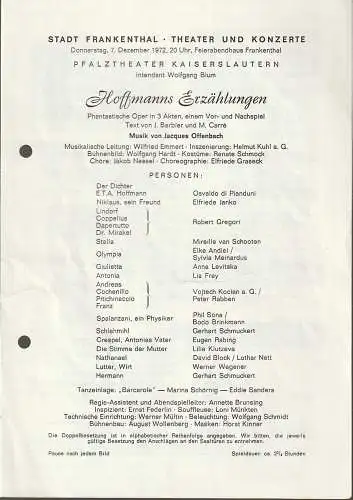 STADT FRANKENTHAL · THEATER UND KONZERTE
Donnerstag, 7. Dezember 1972, 20 Uhr, Feierabendhaus Frankenthal
PFALZTHEATER KAISERSLAUTERN
Intendant Wolfgang Blum
Hoffmanns Erzählungen
Phantastische Oper in 3 Akten, einem Vor- und Nachspiel
Text von J. Barbier und M. Carré
Musik von Jacques Offenbach
Musikalische Leitung: Wilfried Emmert · Inszenierung: Helmut Kuhl a. G.
Bühnenbild: Wolfgang Hardt · Kostüme: Renate Schmock
Chöre: Jakob Nessel · Choreographie: Elfriede Graseck
PERSONEN:
Der Dichter
E.T.A. Hoffmann Osvaldo di Pianduni
Niklaus, sein Freund Elfriede Janko
Lindorf
Coppelius
Dapertutto
Dr. Mirakel
Robert Gregori
Stella Mireille van Schooten
Olympia Elke Andiel /
Sylvia Meinardus
Giulietta Anna Levitska
Antonia Lia Frey
Andreas
Cochenillo
Pitichinaccio
Franz
Vojtech Kocian a. G. /
Peter Rabben
Spalanzani, ein Physiker Phil Sona /
Bodo Brinkmann
Schlehmihl Gerhart Schmuckert
Crespel, Antonias Vater Eugen Rabing
Die Stimme der Mutter Lilie Klutzeva
Nathanael David Block / Lothar Nett
Lutter, Wirt Werner Wagener
Hermann Gerhart Schmuckert
Tanzeinlage: „Barcarole" — Marina Schörnig — Eddie Sanders
Regie-Assistent und Abendspielleiter: Annette Brunsing
Inspizient: Ernst Federlin · Souffleuse: Loni Münkten
Technische Einrichtung: Werner Mühln · Beleuchtung: Wolfgang Schmidt
Bühnenbau: August Wollenberg · Masken: Horst Kinner
Die Doppelbesetzung ist in alphabetischer Reihenfolge angegeben. Wir bitten, die jeweils
gültige Besetzung den Anschlägen an den Saaltüren zu entnehmen.
Pause nach jedem Bild Spieldauer ca. 2¾ Stunden